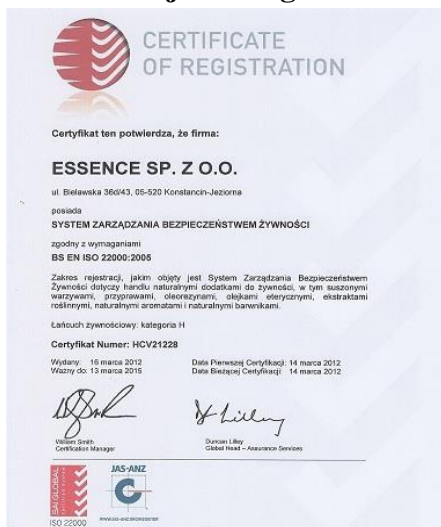 CERTIFICATE
OF REGISTRATION
Certyfikat ten potwierdza, że firma:
ESSENCE SP. Z O.O.
ul. Bielawska 36d/43, 05-520 Konstancin-Jeziorna
posiada
SYSTEM ZARZĄDZANIA BEZPIECZEŃSTWEM ŻYWNOŚCI
zgodny z wymaganiami
BS EN ISO 22000:2005
Zakres rejestracji, jakim objęty jest System Zarządzania Bezpieczeństwem
Żywności dotyczy handlu naturalnymi dodatkami do żywności, w tym suszonymi
warzywami, przyprawami, oleorezynami, olejkami eterycznymi, ekstraktami
roślinnymi, naturalnymi aromatami i naturalnymi barwnikami.
Łańcuch żywnościowy: kategoria H
Certyfikat Numer: HCV21228
Wydany: 16 marca 2012 Data Pierwszej Certyfikacji: 14 marca 2012
Ważny do: 13 marca 2015 Data Bieżącej Certyfikacji: 14 marca 2012
William Smith Duncan Lilley
Certification Manager Global Head – Assurance Services
SAI GLOBAL
JAS-ANZ
ISO 22000